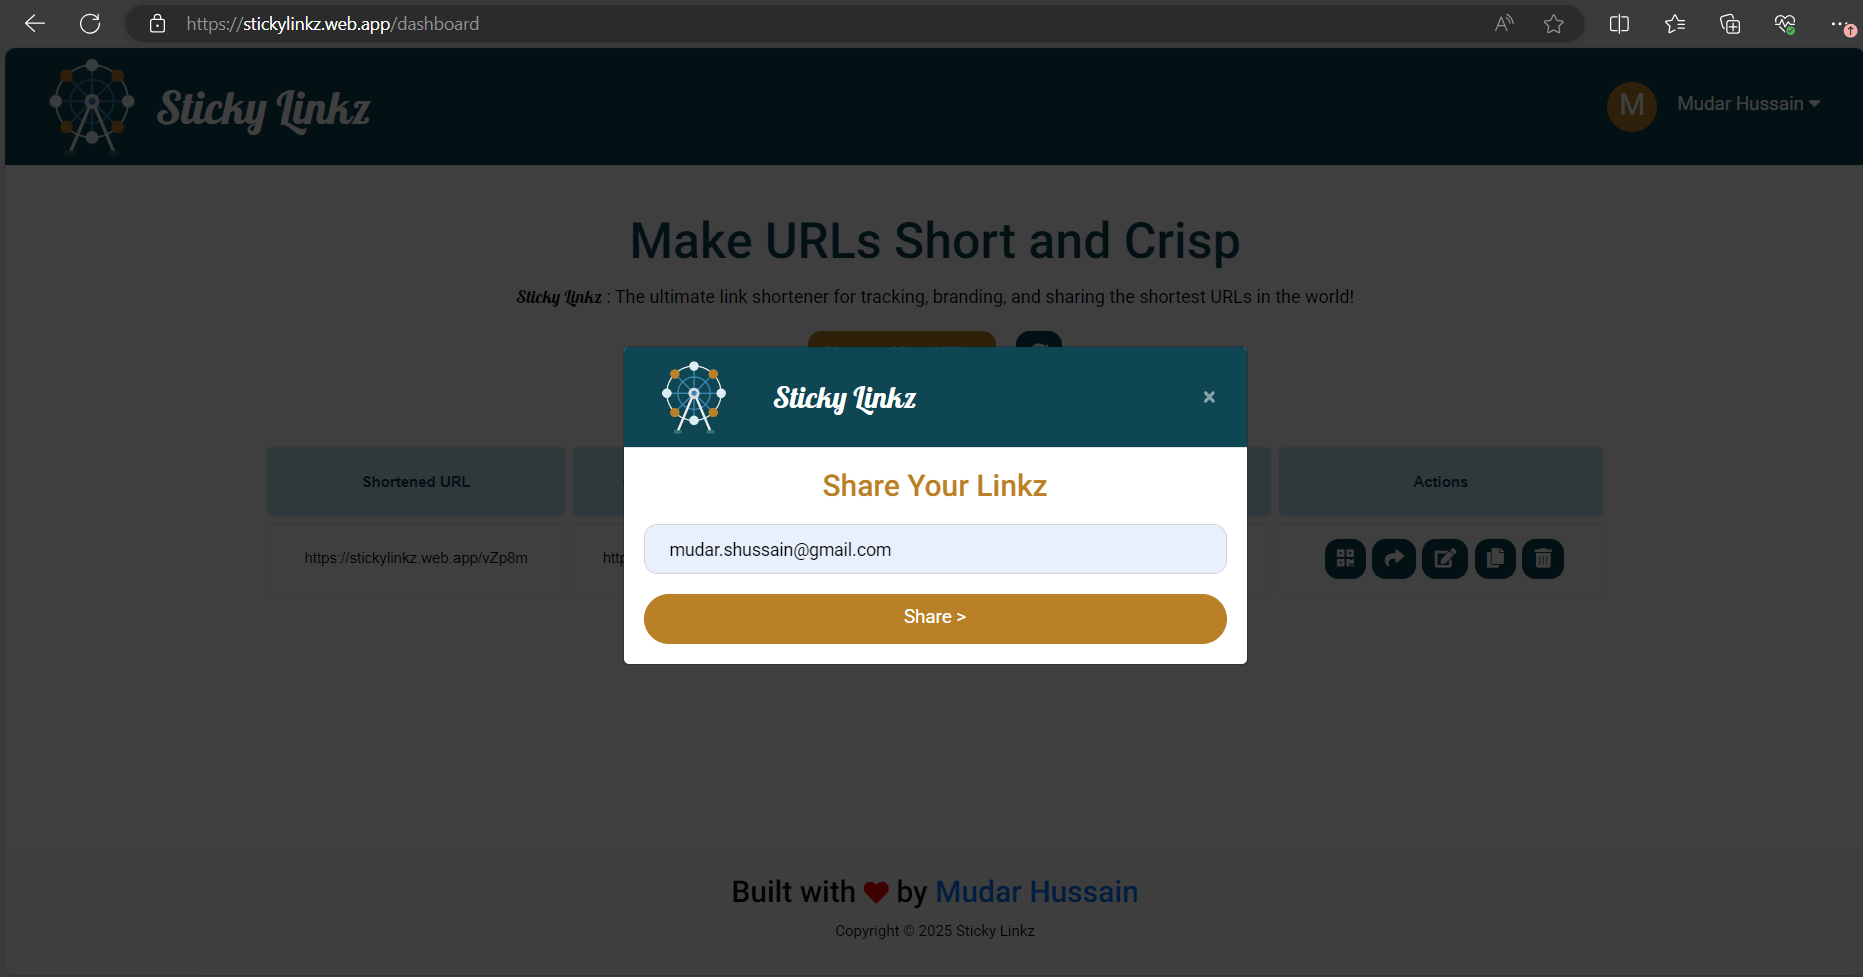 https://stickylinkz.web.app/dashboard
Sticky Linkz
M
Mudar Hussain
Make URLs Short and Crisp
Sticky Linkz : The ultimate link shortener for tracking, branding, and sharing the shortest URLs in the world!
Sticky Linkz
×
Share Your Linkz
mudar.shussain@gmail.com
Share >
Shortened URL
Actions
https://stickylinkz.web.app/vZp8m
Built with ❤ by Mudar Hussain
Copyright © 2025 Sticky Linkz